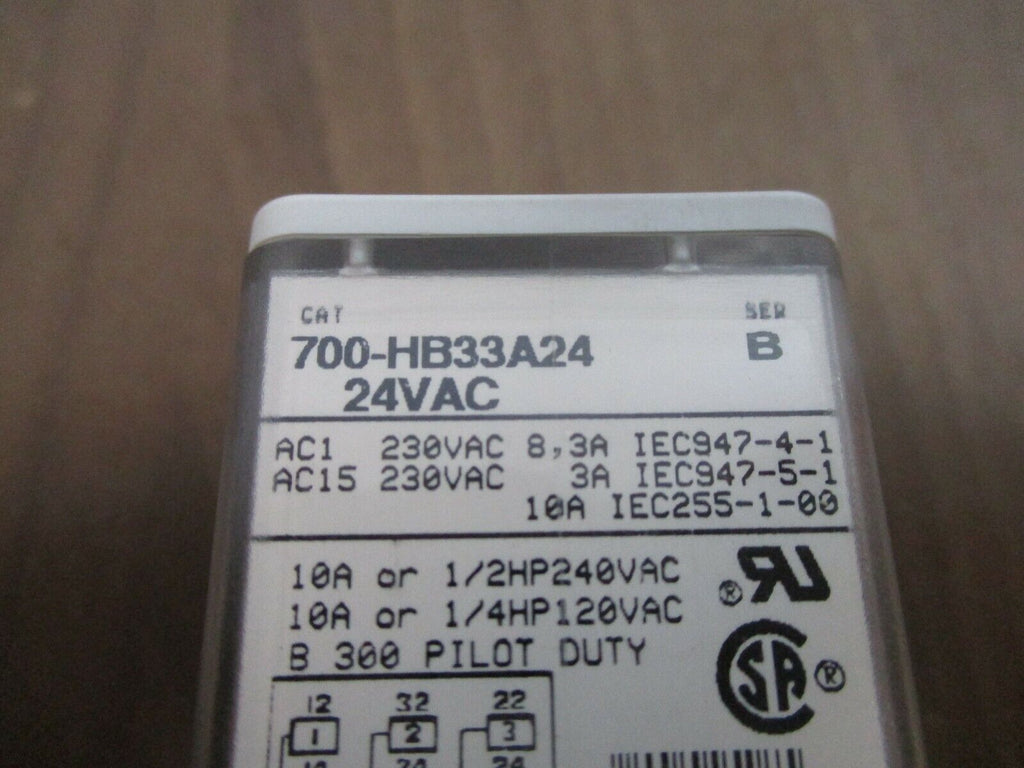 CAT SER
700-HB33A24 B
24VAC
AC1 230VAC 8,3A IEC947-4-1
AC15 230VAC 3A IEC947-5-1
10A IEC255-1-00
10A or 1/2HP240VAC
10A or 1/4HP120VAC
B 300 PILOT DUTY
RU ®
SA ®
12 32 22
1 2 3